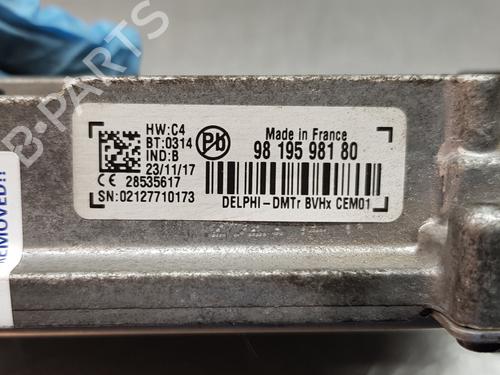 HW:C4
BT:0314
IND:B
23/11/17
CE 28535617
SN:02127710173
Pb
Made in France
98 195 981 80
DELPHI-DMTr BVHx CEM01
B-PARTS
EMOVED!!